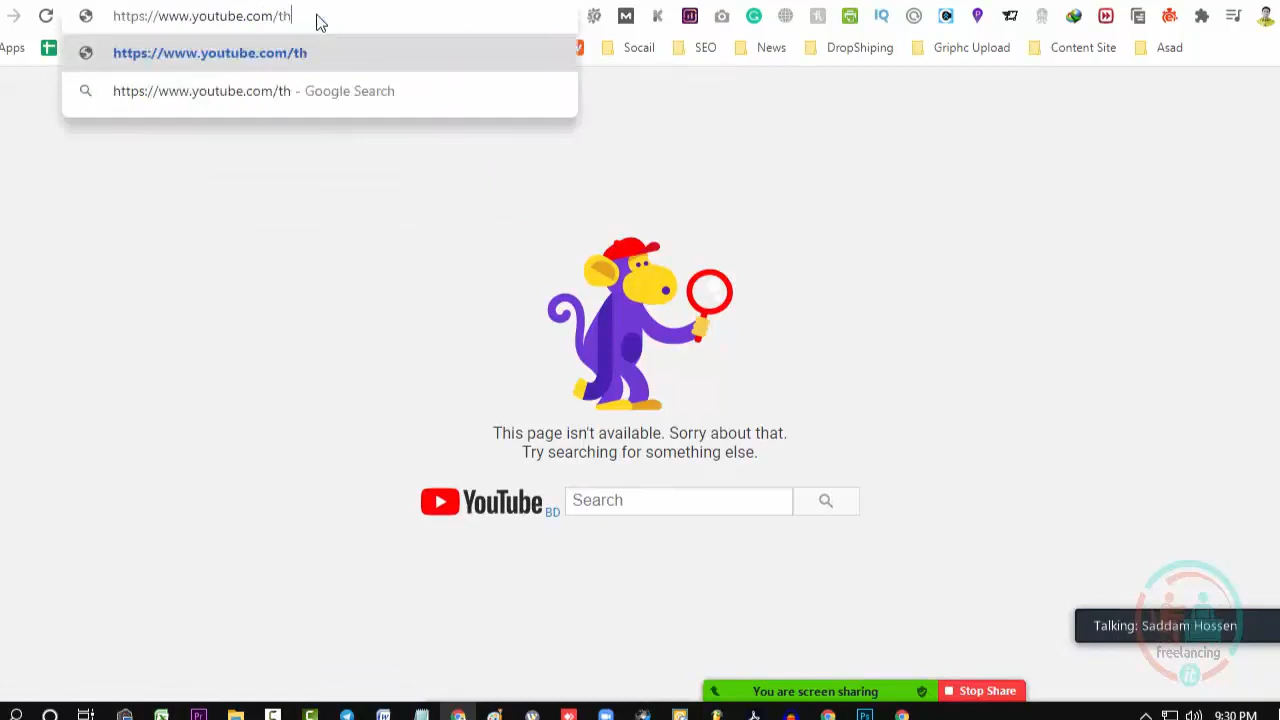 https://www.youtube.com/th
https://www.youtube.com/th
https://www.youtube.com/th - Google Search
Apps
Socail
SEO
News
DropShiping
Griphc Upload
Content Site
Asad
This page isn't available. Sorry about that.
Try searching for something else.
YouTube BD
Search
Talking: Saddam Hossen
freelancing
it
You are screen sharing
Stop Share
9:30 PM